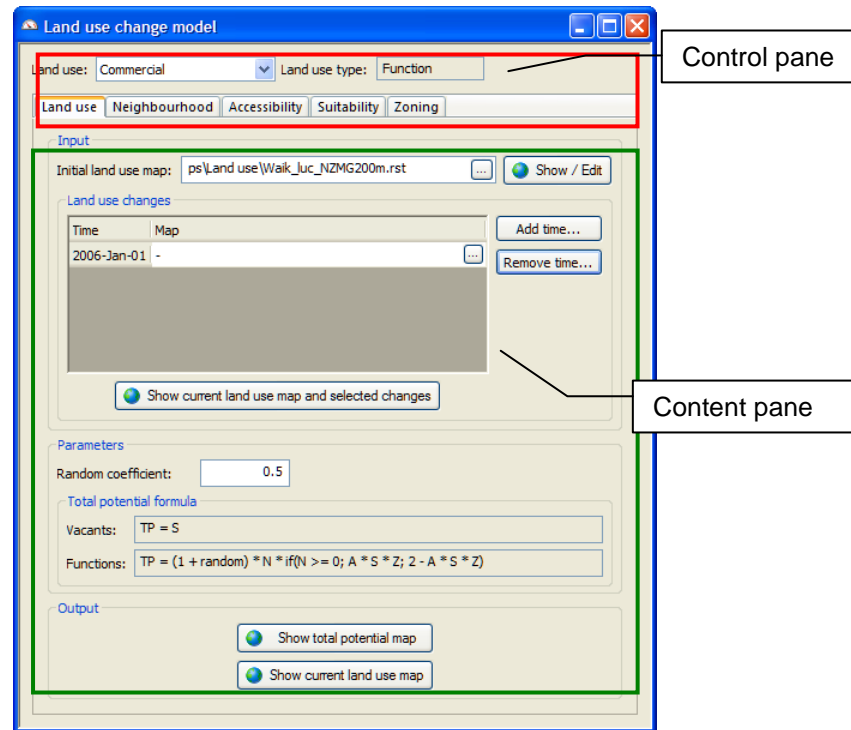 Land use change model
Control pane
Land use: Commercial Land use type: Function
Land use Neighbourhood Accessibility Suitability Zoning
Input
Initial land use map: ps\Land use\Waik_luc_NZMG200m.rst ... Show / Edit
Land use changes
Time Map Add time...
2006-Jan-01 - ... Remove time...
Show current land use map and selected changes
Content pane
Parameters
Random coefficient: 0.5
Total potential formula
Vacants: TP = S
Functions: TP = (1 + random) * N * if(N >= 0; A * S * Z; 2 - A * S * Z)
Output
Show total potential map
Show current land use map